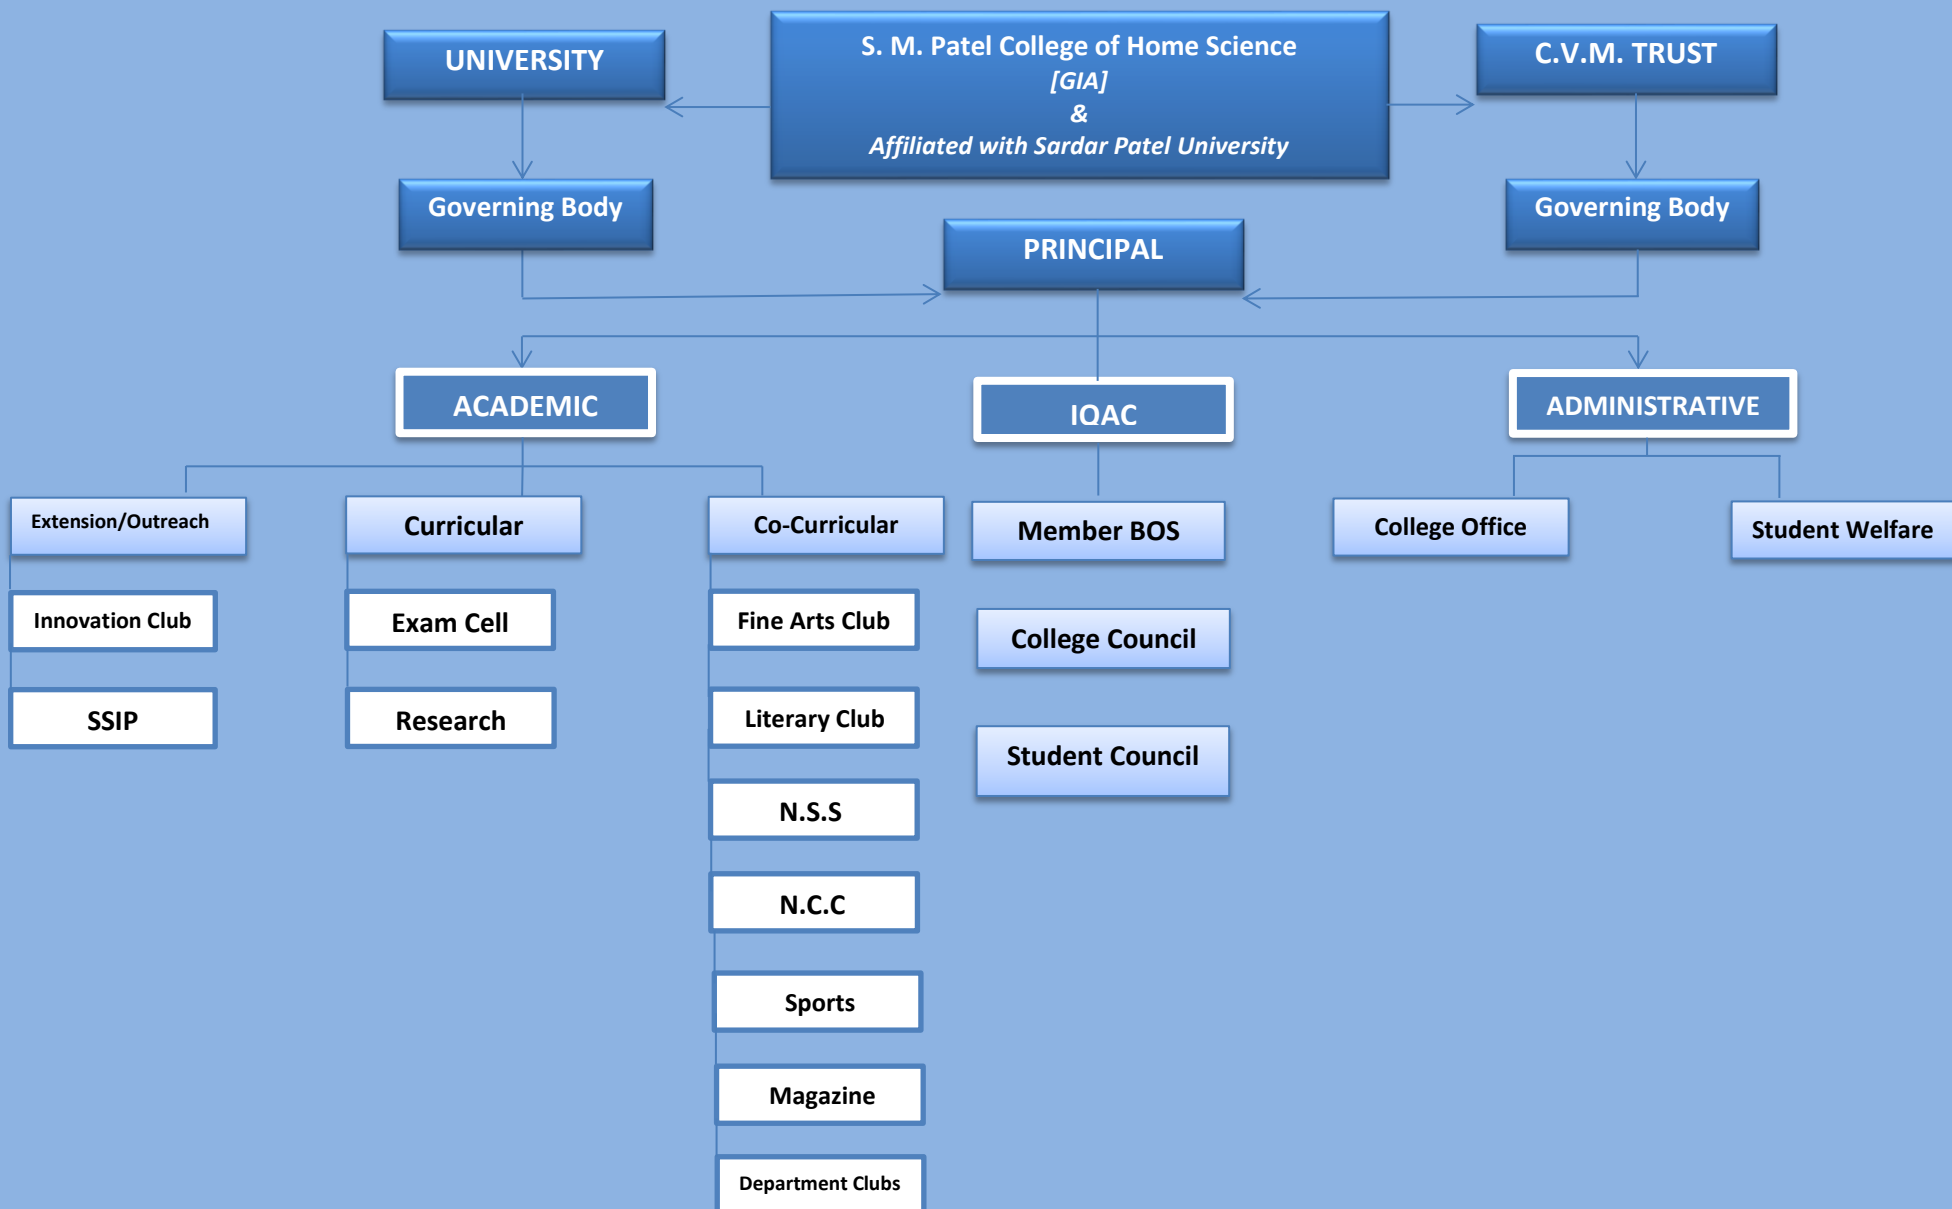 UNIVERSITY
S. M. Patel College of Home Science
[GIA]
&
Affiliated with Sardar Patel University
C.V.M. TRUST
Governing Body
PRINCIPAL
Governing Body
ACADEMIC
IQAC
ADMINISTRATIVE
Extension/Outreach
Curricular
Co-Curricular
Member BOS
College Office
Student Welfare
Innovation Club
Exam Cell
Fine Arts Club
College Council
SSIP
Research
Literary Club
Student Council
N.S.S
N.C.C
Sports
Magazine
Department Clubs